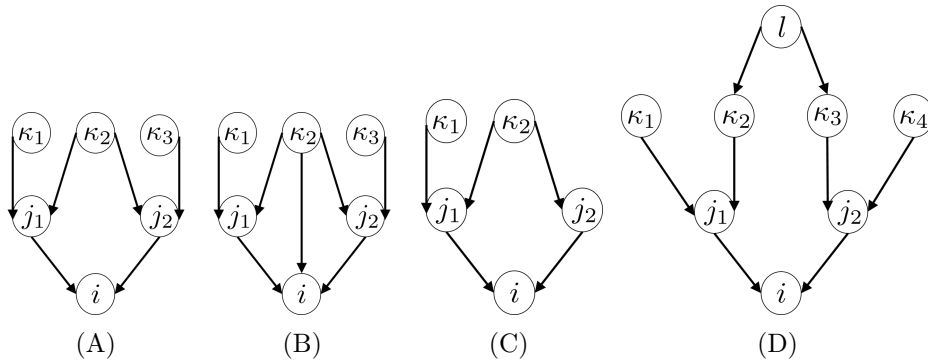 l
κ1 κ2 κ3 κ1 κ2 κ3 κ1 κ2 κ1 κ2 κ3 κ4
j1 j2 j1 j2 j1 j2 j1 j2
i i i i
(A) (B) (C) (D)